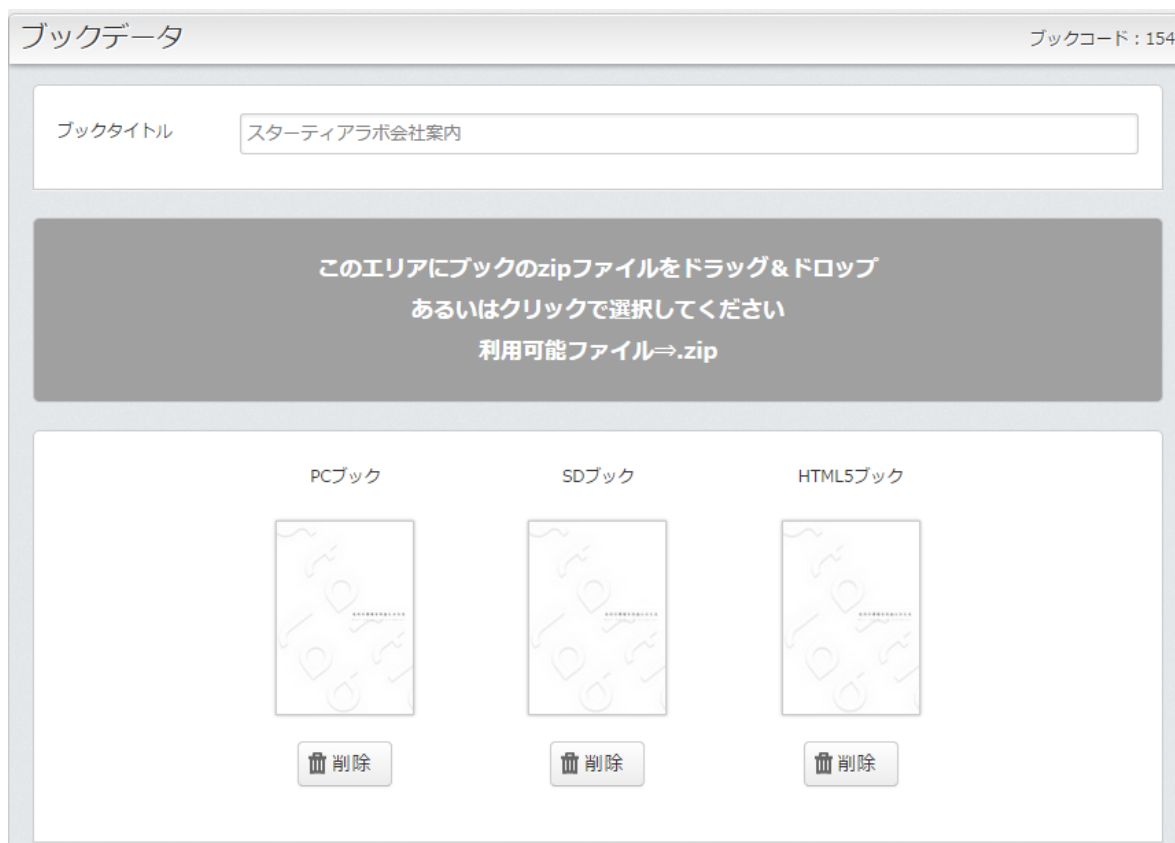 ブックデータ
ブックコード：154
ブックタイトル
スターティアラボ会社案内
このエリアにブックのzipファイルをドラッグ&ドロップ
あるいはクリックで選択してください
利用可能ファイル⇒.zip
PCブック
SDブック
HTML5ブック
削除
削除
削除